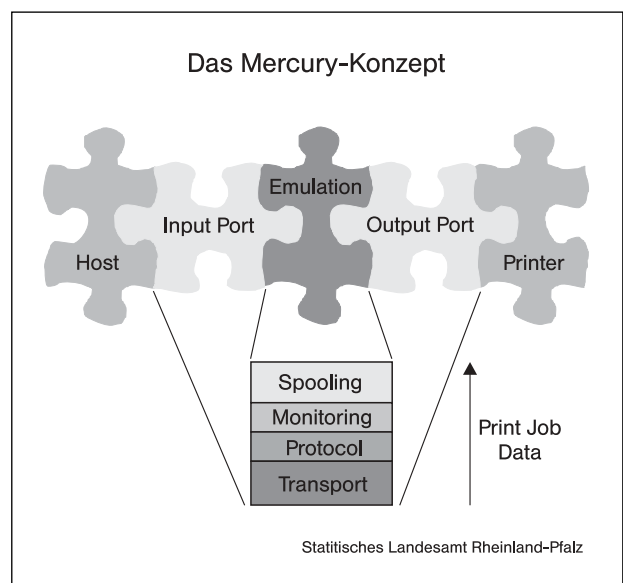 Das Mercury-Konzept
Emulation
Input Port
Output Port
Host
Printer
Spooling
Monitoring
Protocol
Transport
Print Job
Data
Statitisches Landesamt Rheinland-Pfalz